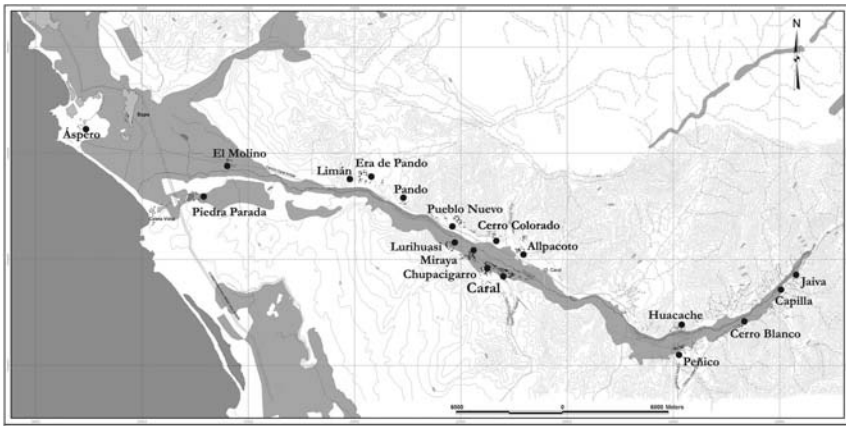 N
Áspero
Supe
El Molino
Piedra Parada
Limán
Era de Pando
Pando
Pueblo Nuevo
Cerro Colorado
Lurihuasi
Allpacoto
Miraya
Chupacigarro
Caral
Jaiva
Capilla
Huacache
Cerro Blanco
Peñico
6000 0 6000 Meters